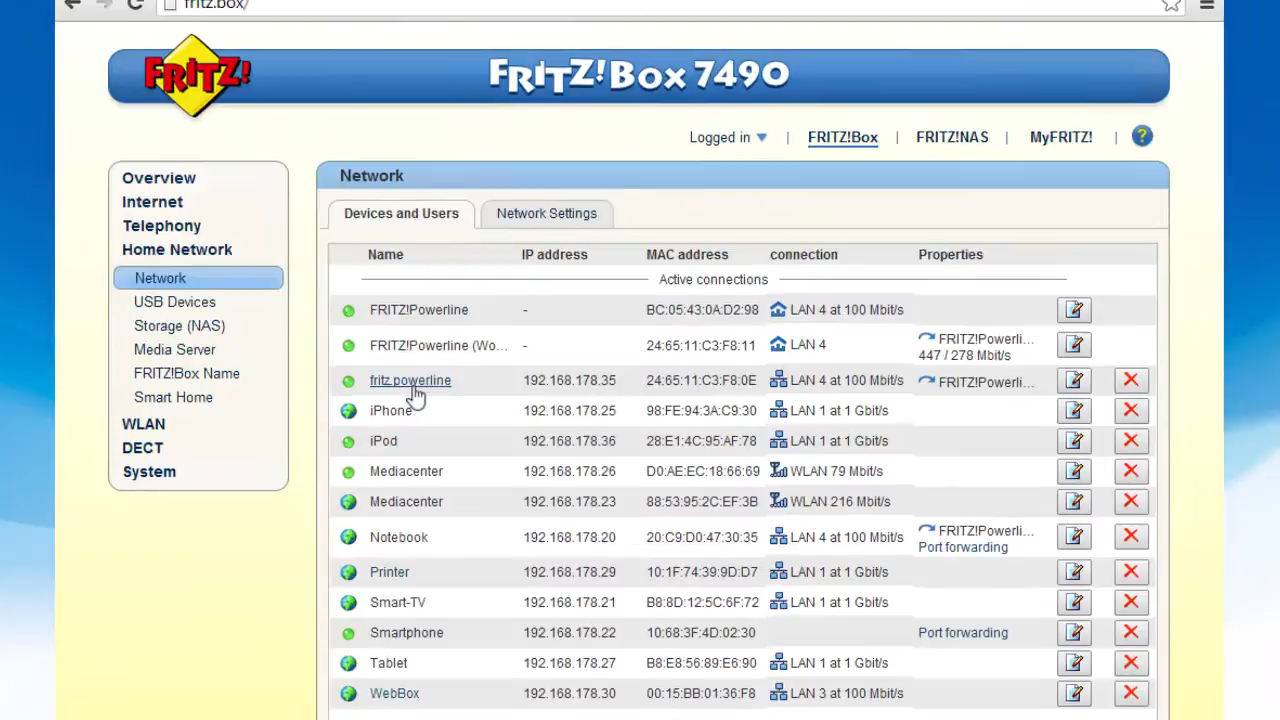 fritz.box/
FRITZ!
FRITZ!Box 7490
Logged in | FRITZ!Box | FRITZ!NAS | MyFRITZ! | ?
Overview
Internet
Telephony
Home Network
Network
USB Devices
Storage (NAS)
Media Server
FRITZ!Box Name
Smart Home
WLAN
DECT
System
Network
Devices and Users Network Settings
Name IP address MAC address connection Properties
Active connections
FRITZ!Powerline - BC:05:43:0A:D2:98 LAN 4 at 100 Mbit/s
FRITZ!Powerline (Wo... - 24:65:11:C3:F8:11 LAN 4 FRITZ!Powerli...
447 / 278 Mbit/s
fritz.powerline 192.168.178.35 24:65:11:C3:F8:0E LAN 4 at 100 Mbit/s FRITZ!Powerli...
iPhone 192.168.178.25 98:FE:94:3A:C9:30 LAN 1 at 1 Gbit/s
iPod 192.168.178.36 28:E1:4C:95:AF:78 LAN 1 at 1 Gbit/s
Mediacenter 192.168.178.26 D0:AE:EC:18:66:69 WLAN 79 Mbit/s
Mediacenter 192.168.178.23 88:53:95:2C:EF:3B WLAN 216 Mbit/s
Notebook 192.168.178.20 20:C9:D0:47:30:35 LAN 4 at 100 Mbit/s FRITZ!Powerli...
Port forwarding
Printer 192.168.178.29 10:1F:74:39:9D:D7 LAN 1 at 1 Gbit/s
Smart-TV 192.168.178.21 B8:8D:12:5C:6F:72 LAN 1 at 1 Gbit/s
Smartphone 192.168.178.22 10:68:3F:4D:02:30 Port forwarding
Tablet 192.168.178.27 B8:E8:56:89:E6:90 LAN 1 at 1 Gbit/s
WebBox 192.168.178.30 00:15:BB:01:36:F8 LAN 3 at 100 Mbit/s